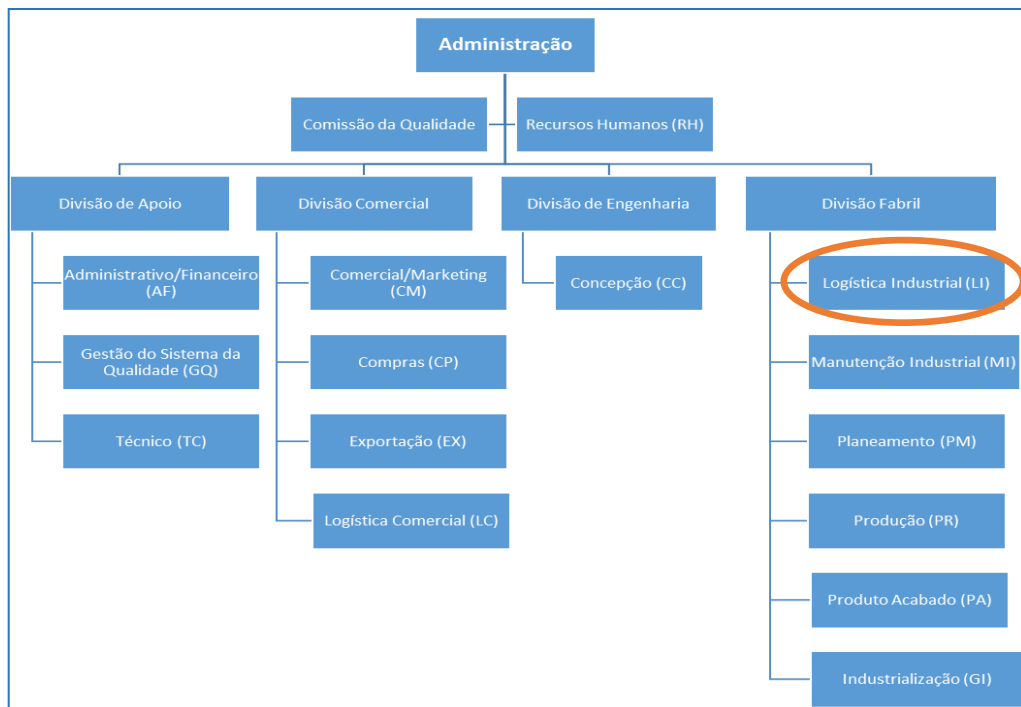 Administração
Comissão da Qualidade
Recursos Humanos (RH)
Divisão de Apoio
Divisão Comercial
Divisão de Engenharia
Divisão Fabril
Administrativo/Financeiro
(AF)
Gestão do Sistema da
Qualidade (GQ)
Técnico (TC)
Comercial/Marketing
(CM)
Compras (CP)
Exportação (EX)
Logística Comercial (LC)
Concepção (CC)
Logística Industrial (LI)
Manutenção Industrial (MI)
Planeamento (PM)
Produção (PR)
Produto Acabado (PA)
Industrialização (GI)